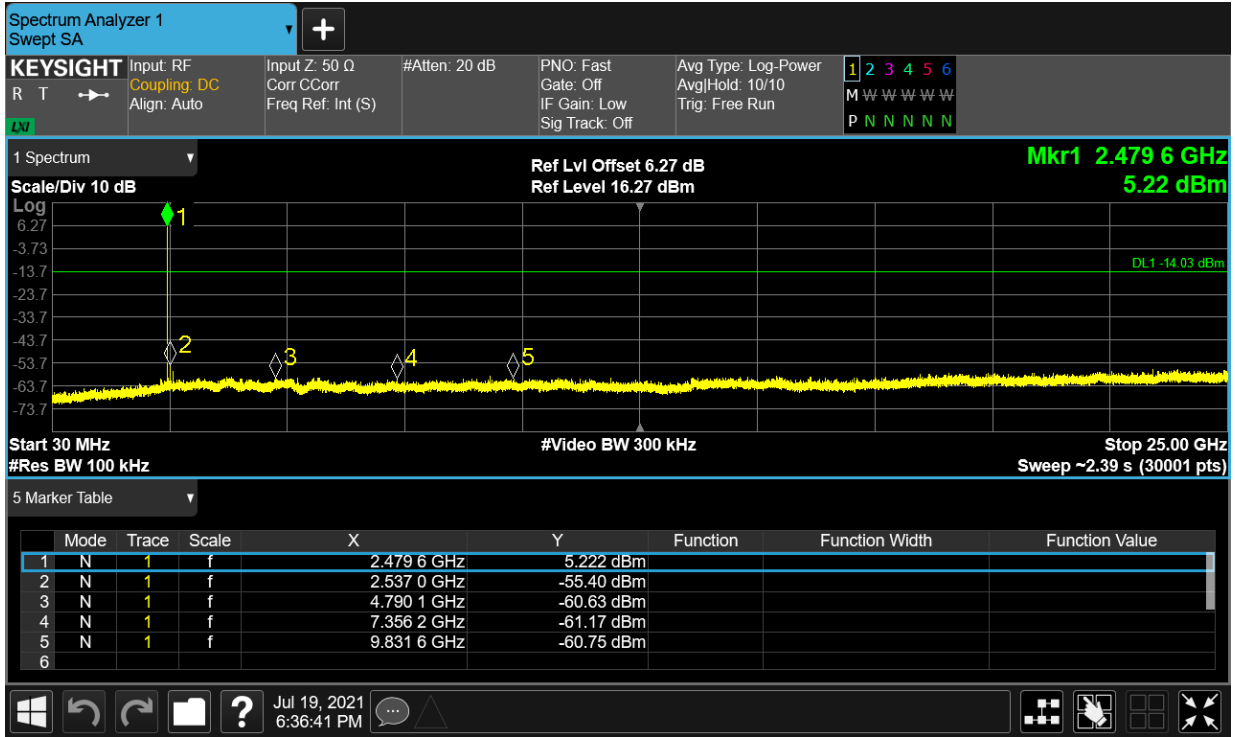 Spectrum Analyzer 1
Swept SA
KEYSIGHT Input: RF Input Z: 50 Ω #Atten: 20 dB PNO: Fast Avg Type: Log-Power 1 2 3 4 5 6
R T Coupling: DC Corr CCorr Gate: Off Avg|Hold: 10/10 M W W W W W
Align: Auto Freq Ref: Int (S) IF Gain: Low Trig: Free Run
LXI Sig Track: Off P N N N N N N
1 Spectrum Ref Lvl Offset 6.27 dB Mkr1 2.479 6 GHz
Scale/Div 10 dB Ref Level 16.27 dBm 5.22 dBm
Log
1
6.27
-3.73
DL1 -14.03 dBm
-13.7
-23.7
-33.7
-43.7
2 3 4 5
-53.7
-63.7
-73.7
Start 30 MHz #Video BW 300 kHz Stop 25.00 GHz
#Res BW 100 kHz Sweep ~2.39 s (30001 pts)
5 Marker Table
Mode Trace Scale X Y Function Function Width Function Value
1 N 1 f 2.479 6 GHz 5.222 dBm
2 N 1 f 2.537 0 GHz -55.40 dBm
3 N 1 f 4.790 1 GHz -60.63 dBm
4 N 1 f 7.356 2 GHz -61.17 dBm
5 N 1 f 9.831 6 GHz -60.75 dBm
6
? Jul 19, 2021
6:36:41 PM